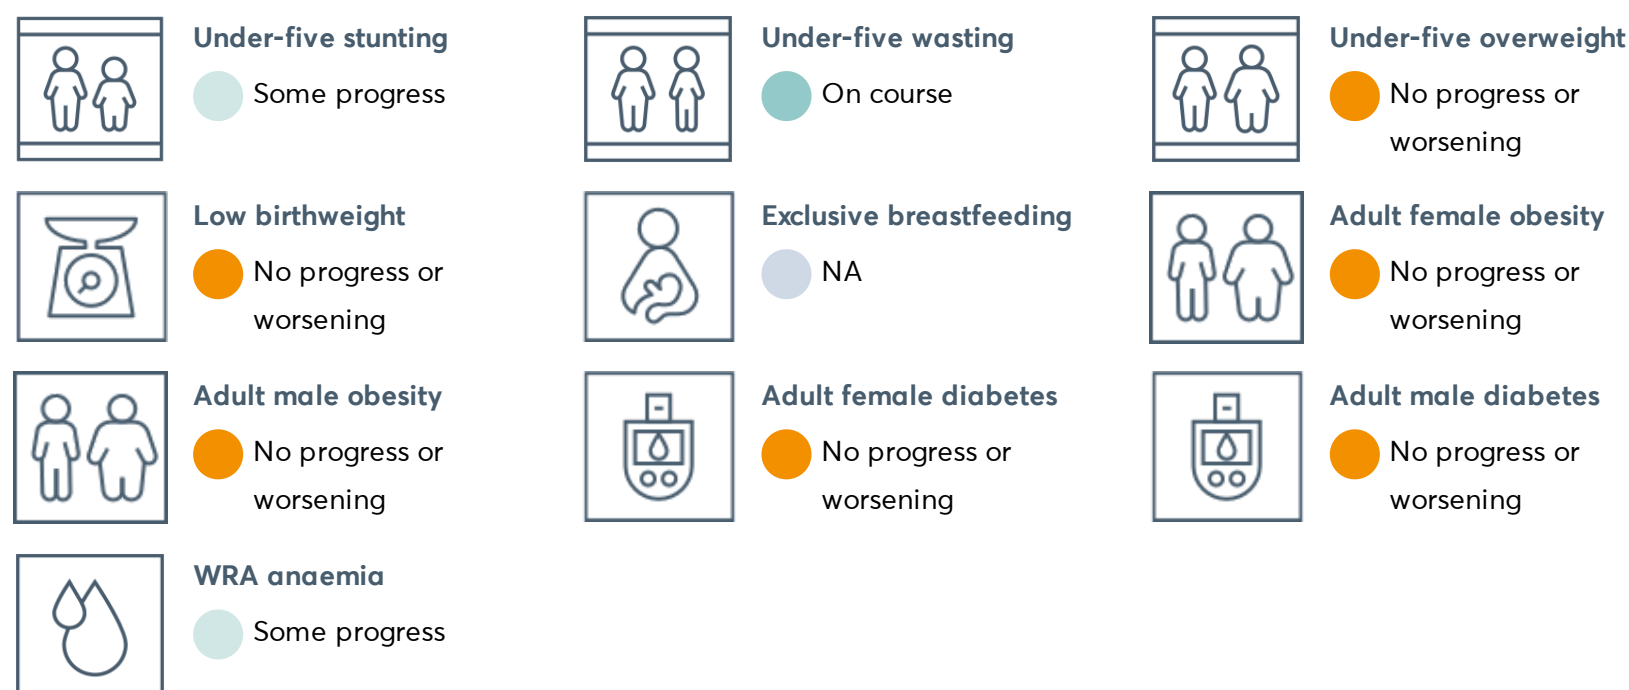 Under-five stunting
Some progress
Under-five wasting
On course
Under-five overweight
No progress or
worsening
Low birthweight
No progress or
worsening
Exclusive breastfeeding
NA
Adult female obesity
No progress or
worsening
Adult male obesity
No progress or
worsening
Adult female diabetes
No progress or
worsening
Adult male diabetes
No progress or
worsening
WRA anaemia
Some progress